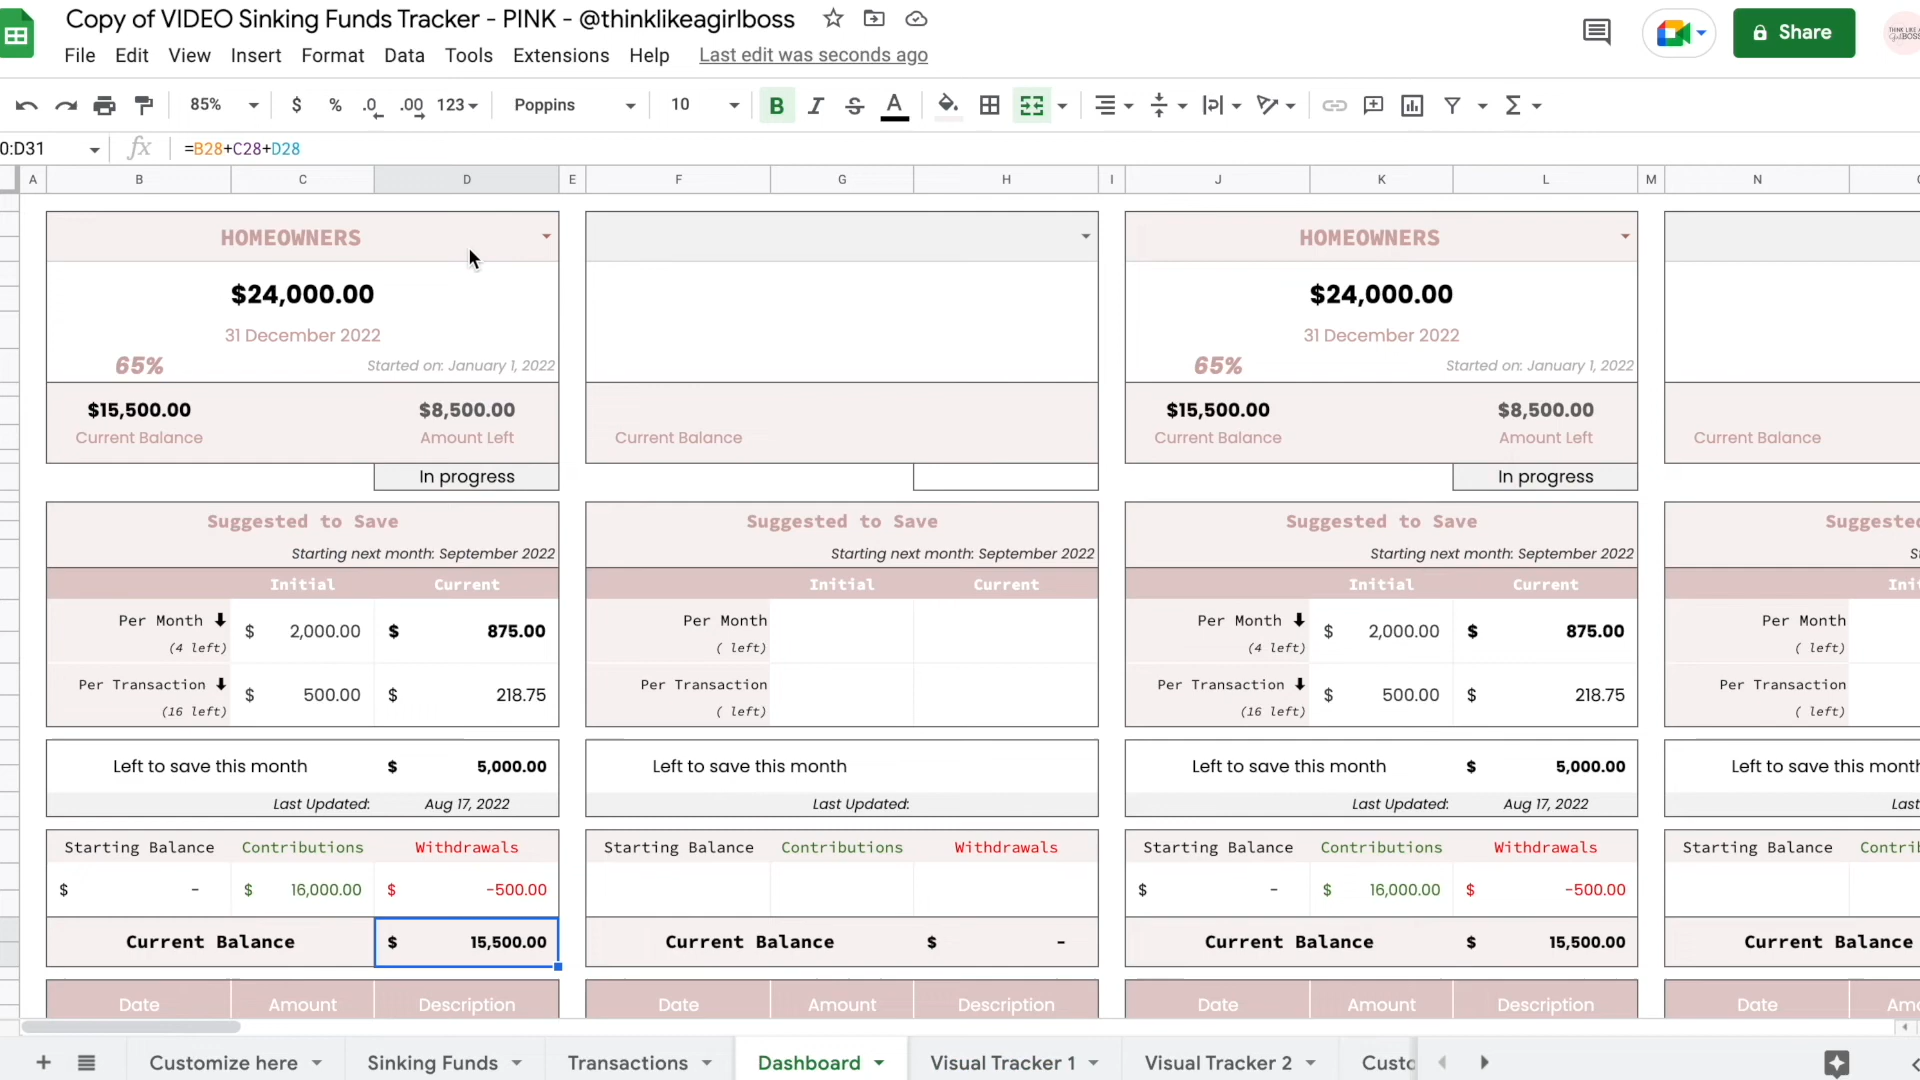 Copy of VIDEO Sinking Funds Tracker - PINK - @thinklikeagirlboss
File Edit View Insert Format Data Tools Extensions Help Last edit was seconds ago
Share
85% $ % .0 .00 123 Poppins 10 B I S A
0:D31 fx =B28+C28+D28
A B C D E F G H I J K L M N
HOMEOWNERS HOMEOWNERS
$24,000.00 $24,000.00
31 December 2022 31 December 2022
65% Started on: January 1, 2022 65% Started on: January 1, 2022
$15,500.00 $8,500.00 $15,500.00 $8,500.00
Current Balance Amount Left Current Balance Current Balance Amount Left Current Balance
In progress In progress
Suggested to Save Suggested to Save Suggested to Save Suggested
Starting next month: September 2022 Starting next month: September 2022 Starting next month: September 2022
Initial Current Initial Current Initial Current
Per Month ⬇ $ 2,000.00 $ 875.00 Per Month Per Month ⬇ $ 2,000.00 $ 875.00 Per Month
(4 left) ( left) (4 left) ( left)
Per Transaction ⬇ $ 500.00 $ 218.75 Per Transaction Per Transaction ⬇ $ 500.00 $ 218.75 Per Transaction
(16 left) ( left) (16 left) ( left)
Left to save this month $ 5,000.00 Left to save this month Left to save this month $ 5,000.00 Left to save this month
Last Updated: Aug 17, 2022 Last Updated: Last Updated: Aug 17, 2022 Last
Starting Balance Contributions Withdrawals Starting Balance Contributions Withdrawals Starting Balance Contributions Withdrawals Starting Balance
$ - $ 16,000.00 $ -500.00 $ - $ 16,000.00 $ -500.00
Current Balance $ 15,500.00 Current Balance $ - Current Balance $ 15,500.00 Current Balance
Date Amount Description Date Amount Description Date Amount Description Date
+ Customize here Sinking Funds Transactions Dashboard Visual Tracker 1 Visual Tracker 2 Custo